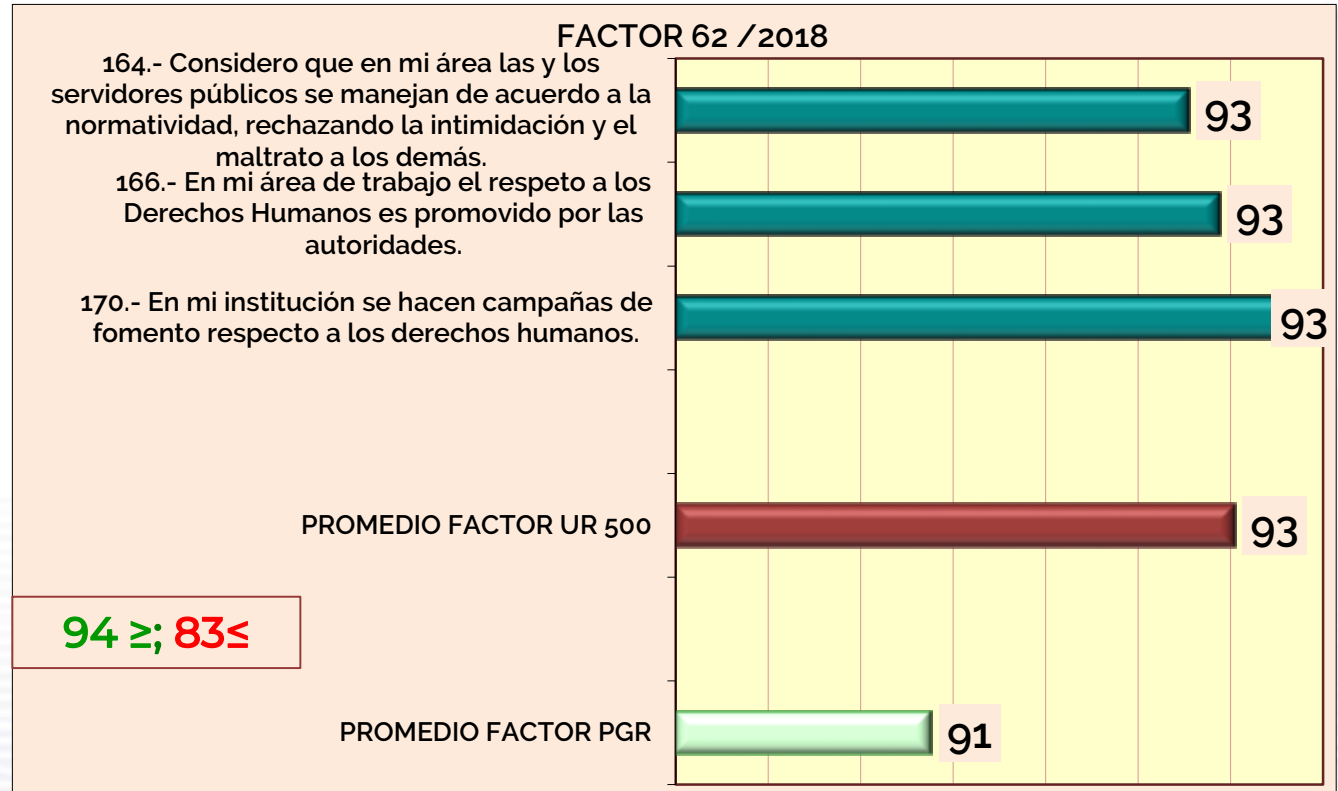 FACTOR 62 /2018
164.- Considero que en mi área las y los
servidores públicos se manejan de acuerdo a la
normatividad, rechazando la intimidación y el
maltrato a los demás.
93
166.- En mi área de trabajo el respeto a los
Derechos Humanos es promovido por las
autoridades.
93
170.- En mi institución se hacen campañas de
fomento respecto a los derechos humanos.
93
PROMEDIO FACTOR UR 500
93
94 ≥; 83≤
PROMEDIO FACTOR PGR
91